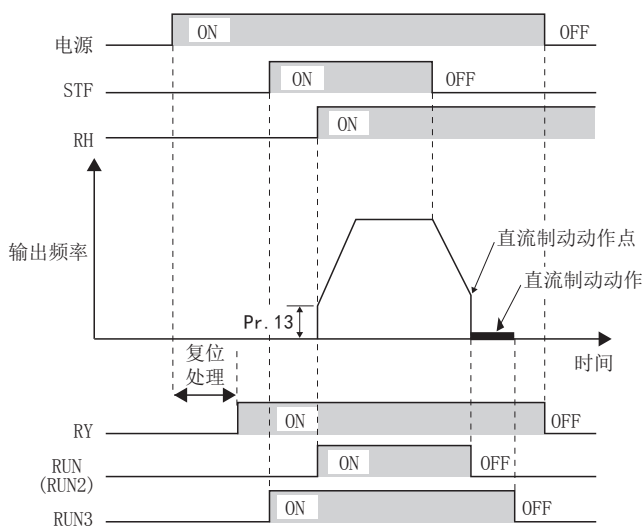 电源
ON
OFF
STF
ON
OFF
RH
ON
输出频率
Pr.13
直流制动动作点
直流制动动作
时间
复位
处理
RY
ON
OFF
RUN
(RUN2)
ON
OFF
RUN3
ON
OFF